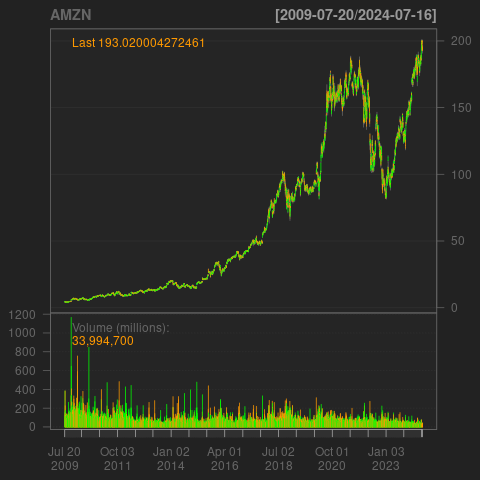 AMZN [2009-07-20/2024-07-16]
Last 193.020004272461
200
150
100
50
0
1200
1000
800
600
400
200
0
Volume (millions):
33,994,700
Jul 20 2009
Oct 03 2011
Jan 02 2014
Apr 01 2016
Jul 02 2018
Oct 01 2020
Jan 03 2023